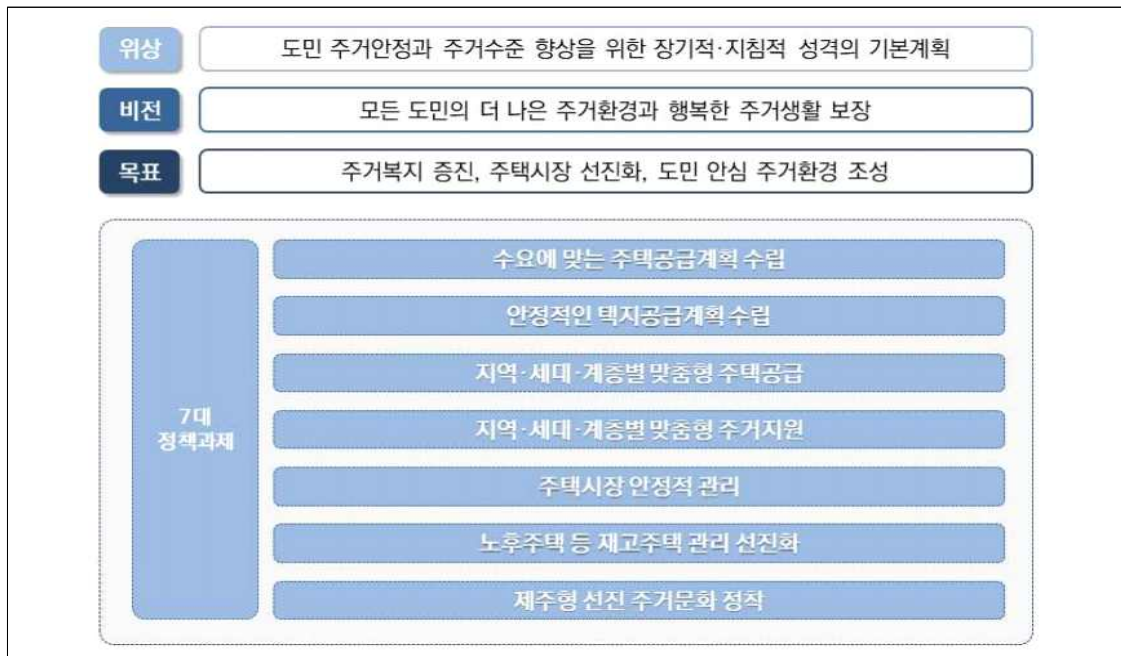 위상
도민 주거안정과 주거수준 향상을 위한 장기적·지침적 성격의 기본계획
비전
모든 도민의 더 나은 주거환경과 행복한 주거생활 보장
목표
주거복지 증진, 주택시장 선진화, 도민 안심 주거환경 조성
7대
정책과제
수요에 맞는 주택공급계획 수립
안정적인 택지공급계획 수립
지역·세대·계층별 맞춤형 주택공급
지역·세대·계층별 맞춤형 주거지원
주택시장 안정적 관리
노후주택 등 재고주택 관리 선진화
제주형 선진 주거문화 정착